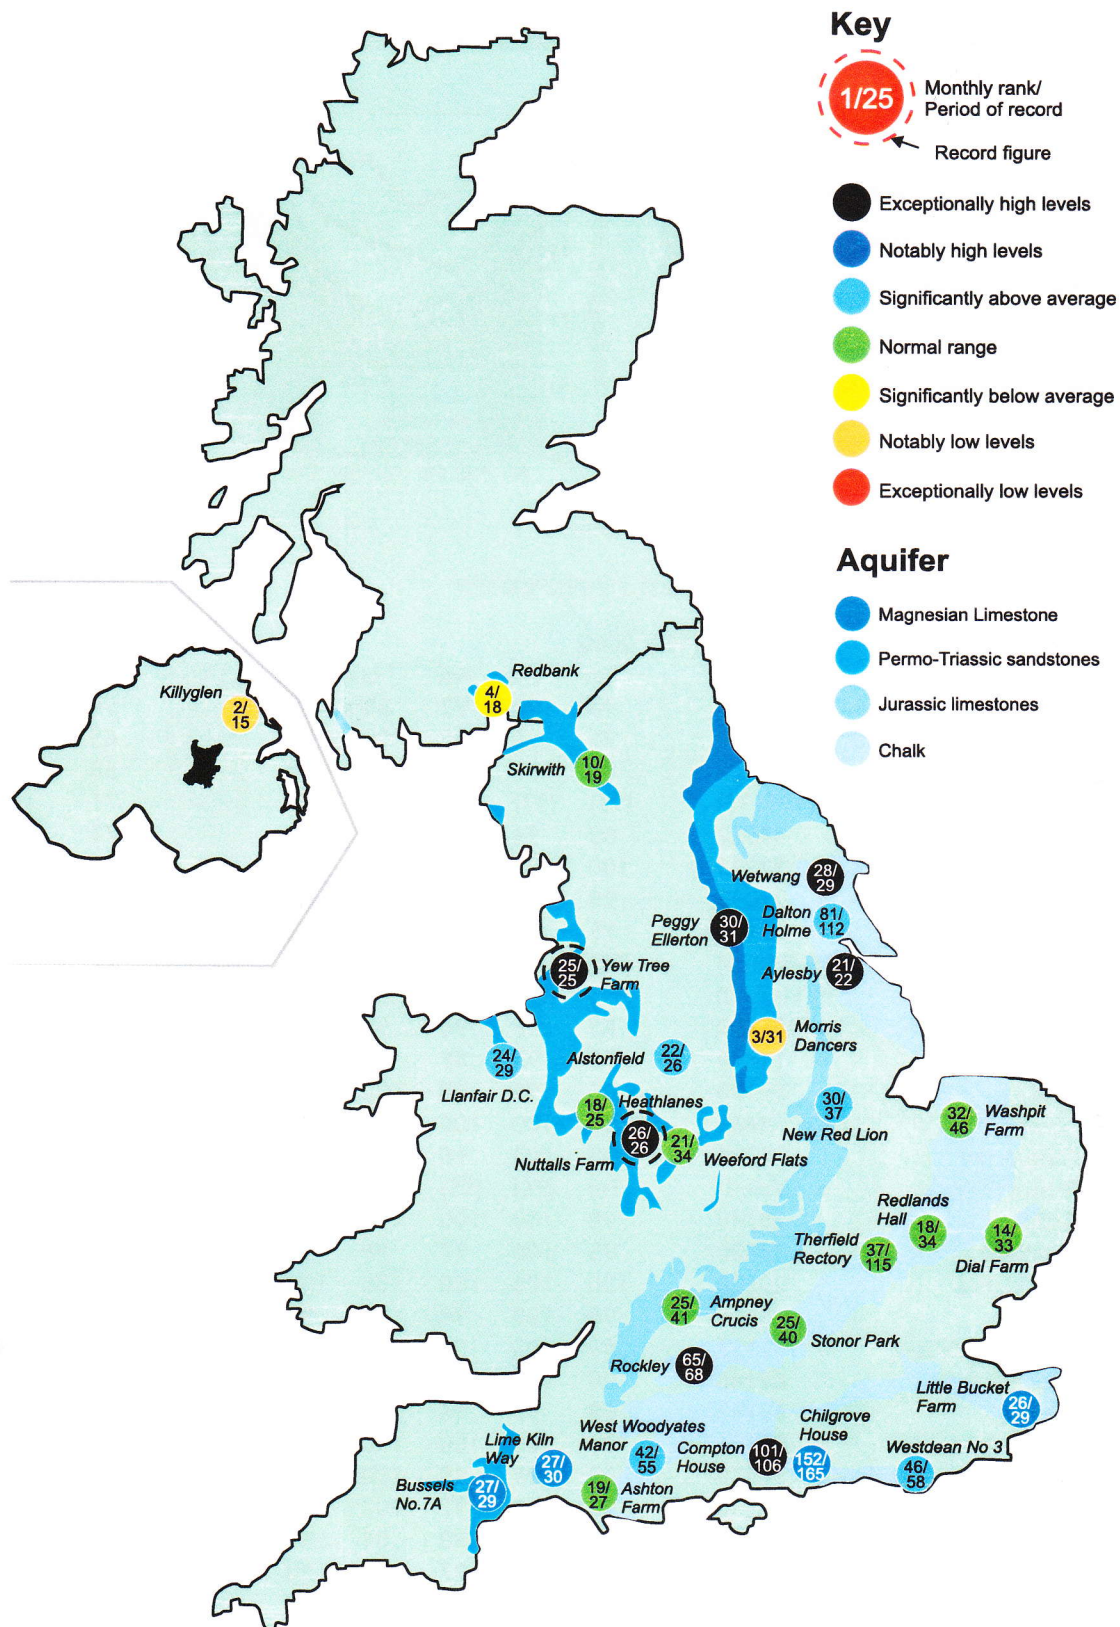 Key
1/25
Monthly rank/
Period of record
Record figure
Exceptionally high levels
Notably high levels
Significantly above average
Normal range
Significantly below average
Notably low levels
Exceptionally low levels
Aquifer
Magnesian Limestone
Permo-Triassic sandstones
Jurassic limestones
Chalk
Redbank
4/
18
Killyglen
2/
15
Skirwith
10/
19
Wetwang
28/
29
Peggy
Ellerton
30/
31
Dalton
Holme
81/
112
Yew Tree
Farm
25/
25
Aylesby
21/
22
Morris
Dancers
3/31
Llanfair D.C.
24/
29
Alstonfield
22/
26
Heathlanes
18/
25
New Red Lion
30/
37
Washpit
Farm
32/
46
Nuttalls Farm
26/
26
Weeford Flats
21/
34
Redlands
Hall
18/
34
Therfield
Rectory
37/
115
Dial Farm
14/
33
Ampney
Crucis
25/
41
Stonor Park
25/
40
Rockley
65/
68
Little Bucket
Farm
26/
29
Lime Kiln
Way
27/
30
West Woodyates
Manor
42/
55
Compton
House
101/
106
Chilgrove
House
152/
165
Westdean No 3
46/
58
Bussels
No.7A
27/
29
Ashton
Farm
19/
27